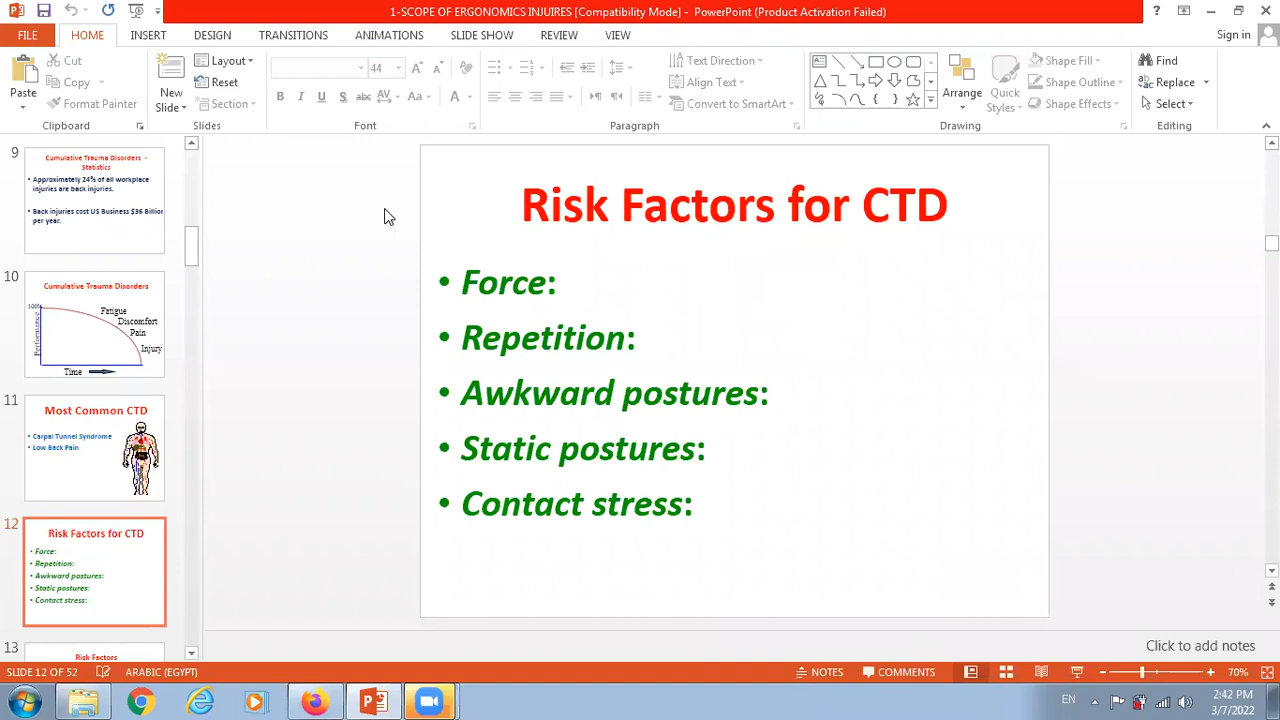 1-SCOPE OF ERGONOMICS INJUIRES [Compatibility Mode] - PowerPoint (Product Activation Failed)
FILE HOME INSERT DESIGN TRANSITIONS ANIMATIONS SLIDE SHOW REVIEW VIEW Sign in
Paste
Cut
Copy
Format Painter
Clipboard
New Slide
Layout
Reset
Section
Slides
44
Font
Text Direction
Align Text
Convert to SmartArt
Paragraph
Arrange
Quick Styles
Shape Fill
Shape Outline
Shape Effects
Drawing
Find
Replace
Select
Editing
9
Cumulative Trauma Disorders -
Statistics
Approximately 24% of all workplace
injuries are back injuries.
Back injuries cost US Business $36 Billion
per year.
10
Cumulative Trauma Disorders
100%
Performance
Fatigue
Discomfort
Pain
Injury
Time
11
Most Common CTD
• Carpal Tunnel Syndrome
• Low Back Pain
12
Risk Factors for CTD
• Force:
• Repetition:
• Awkward postures:
• Static postures:
• Contact stress:
13
Risk Factors
Risk Factors for CTD
• Force:
• Repetition:
• Awkward postures:
• Static postures:
• Contact stress:
Click to add notes
SLIDE 12 OF 52 ARABIC (EGYPT) NOTES COMMENTS 70%
EN
2:42 PM
3/7/2022